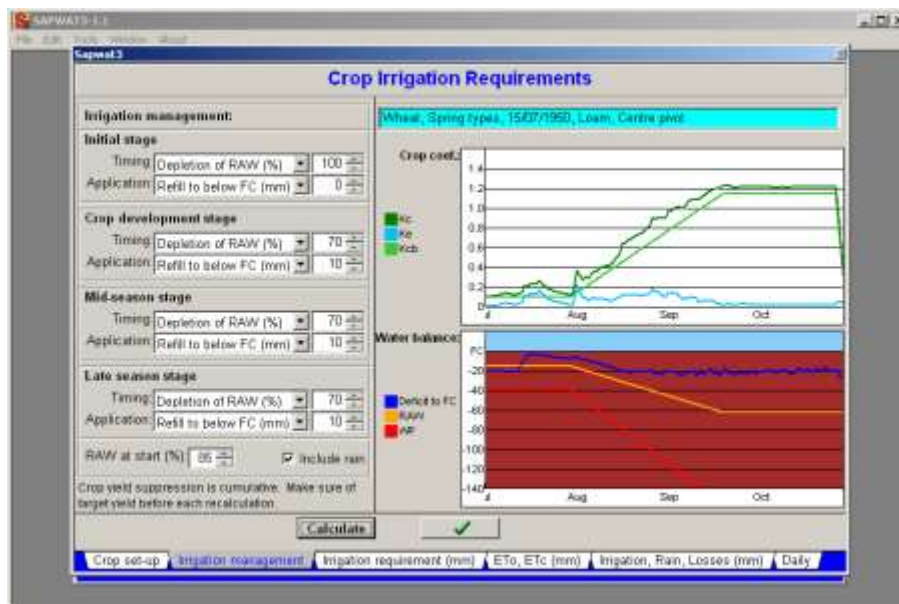 SAPWAT3-1.1
File Edit Tools Window About
Sapwat3
Crop Irrigation Requirements
Irrigation management:
Wheat, Spring types, 15/07/1950, Loam, Centre pivot
Initial stage
Timing: Depletion of RAW (%) 100
Application: Refill to below FC (mm) 0
Crop development stage
Timing: Depletion of RAW (%) 70
Application: Refill to below FC (mm) 10
Mid-season stage
Timing: Depletion of RAW (%) 70
Application: Refill to below FC (mm) 10
Late season stage
Timing: Depletion of RAW (%) 70
Application: Refill to below FC (mm) 10
RAW at start (%) Include rain
Crop yield suppression is cumulative. Make sure of
target yield before each recalculation
Crop coef.:
1.4
1.2
1.0
0.8
0.6
0.4
0.2
0
Kc
Ke
Kcb
Aug Sep Oct
Water balance:
FC
-20
-40
-60
-80
-100
-120
-140
Deficit to FC
RAW
Aug Sep Oct
Calculate
Crop set-up Irrigation management Irrigation requirement (mm) ETo, ETc (mm) Irrigation, Rain, Losses (mm) Daily